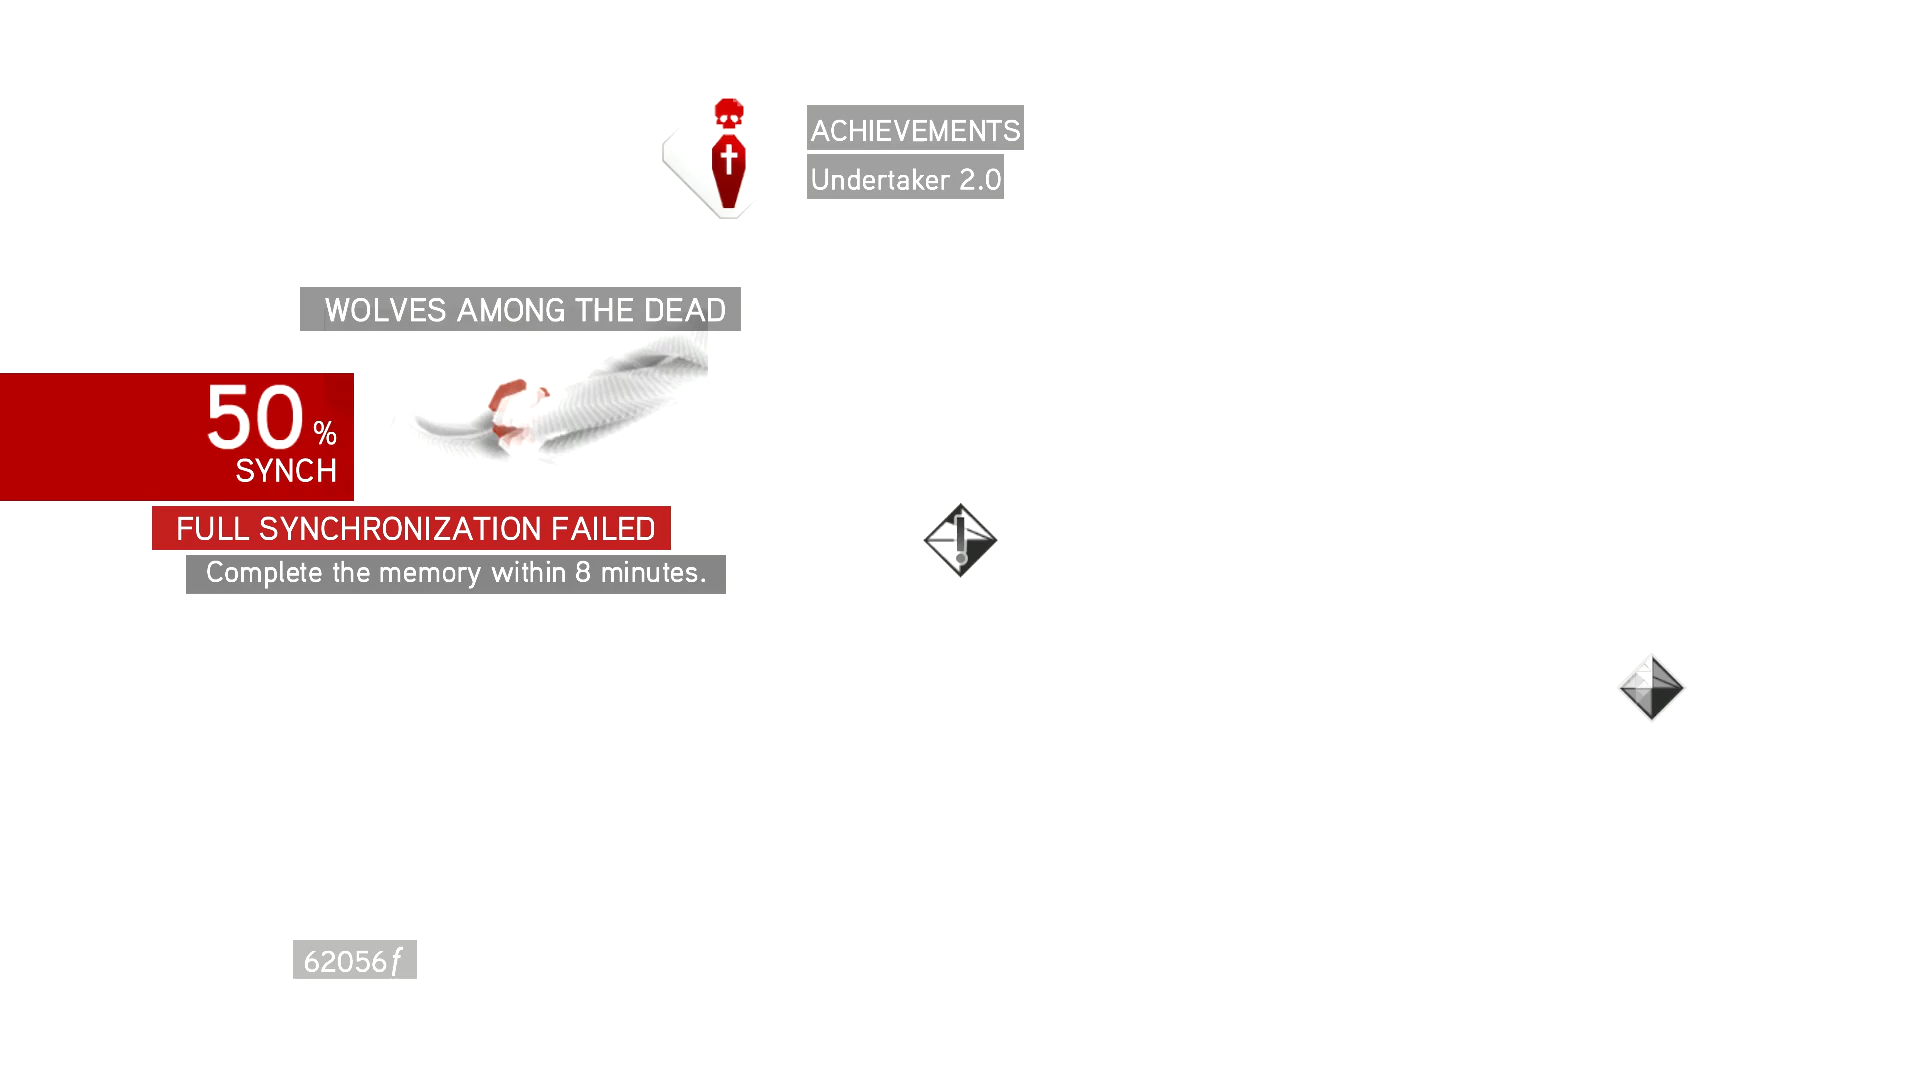 ACHIEVEMENTS
Undertaker 2.0
WOLVES AMONG THE DEAD
50 %
SYNCH
FULL SYNCHRONIZATION FAILED
Complete the memory within 8 minutes.
62056ƒ